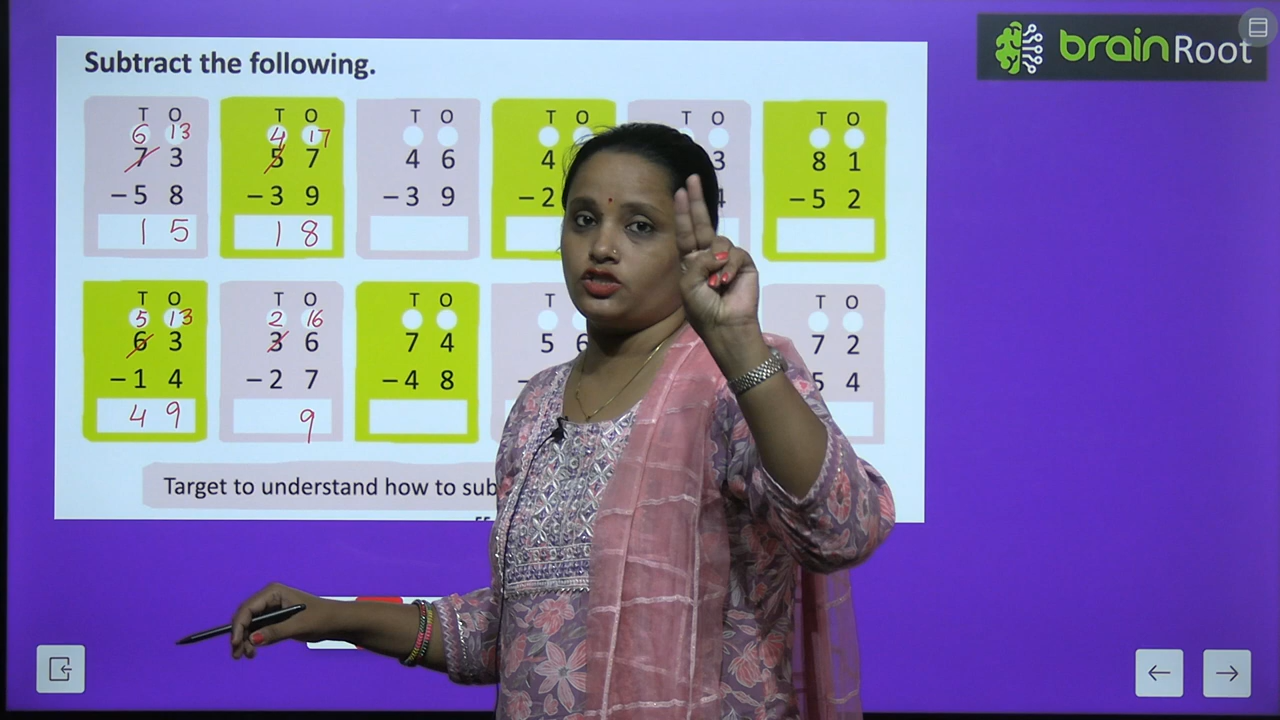 brainRoot
Subtract the following.
T O T O T O T O T O T O
6 13 4 17
7 3 5 7 4 6 4 3 8 1
-5 8 -3 9 -3 9 -2 4 -5 2
1 5 1 8
T O T O T O T T O
5 13 2 16
6 3 3 6 7 4 5 6 7 2
-1 4 -2 7 -4 8 - 5 4
4 9 9
Target to understand how to sub